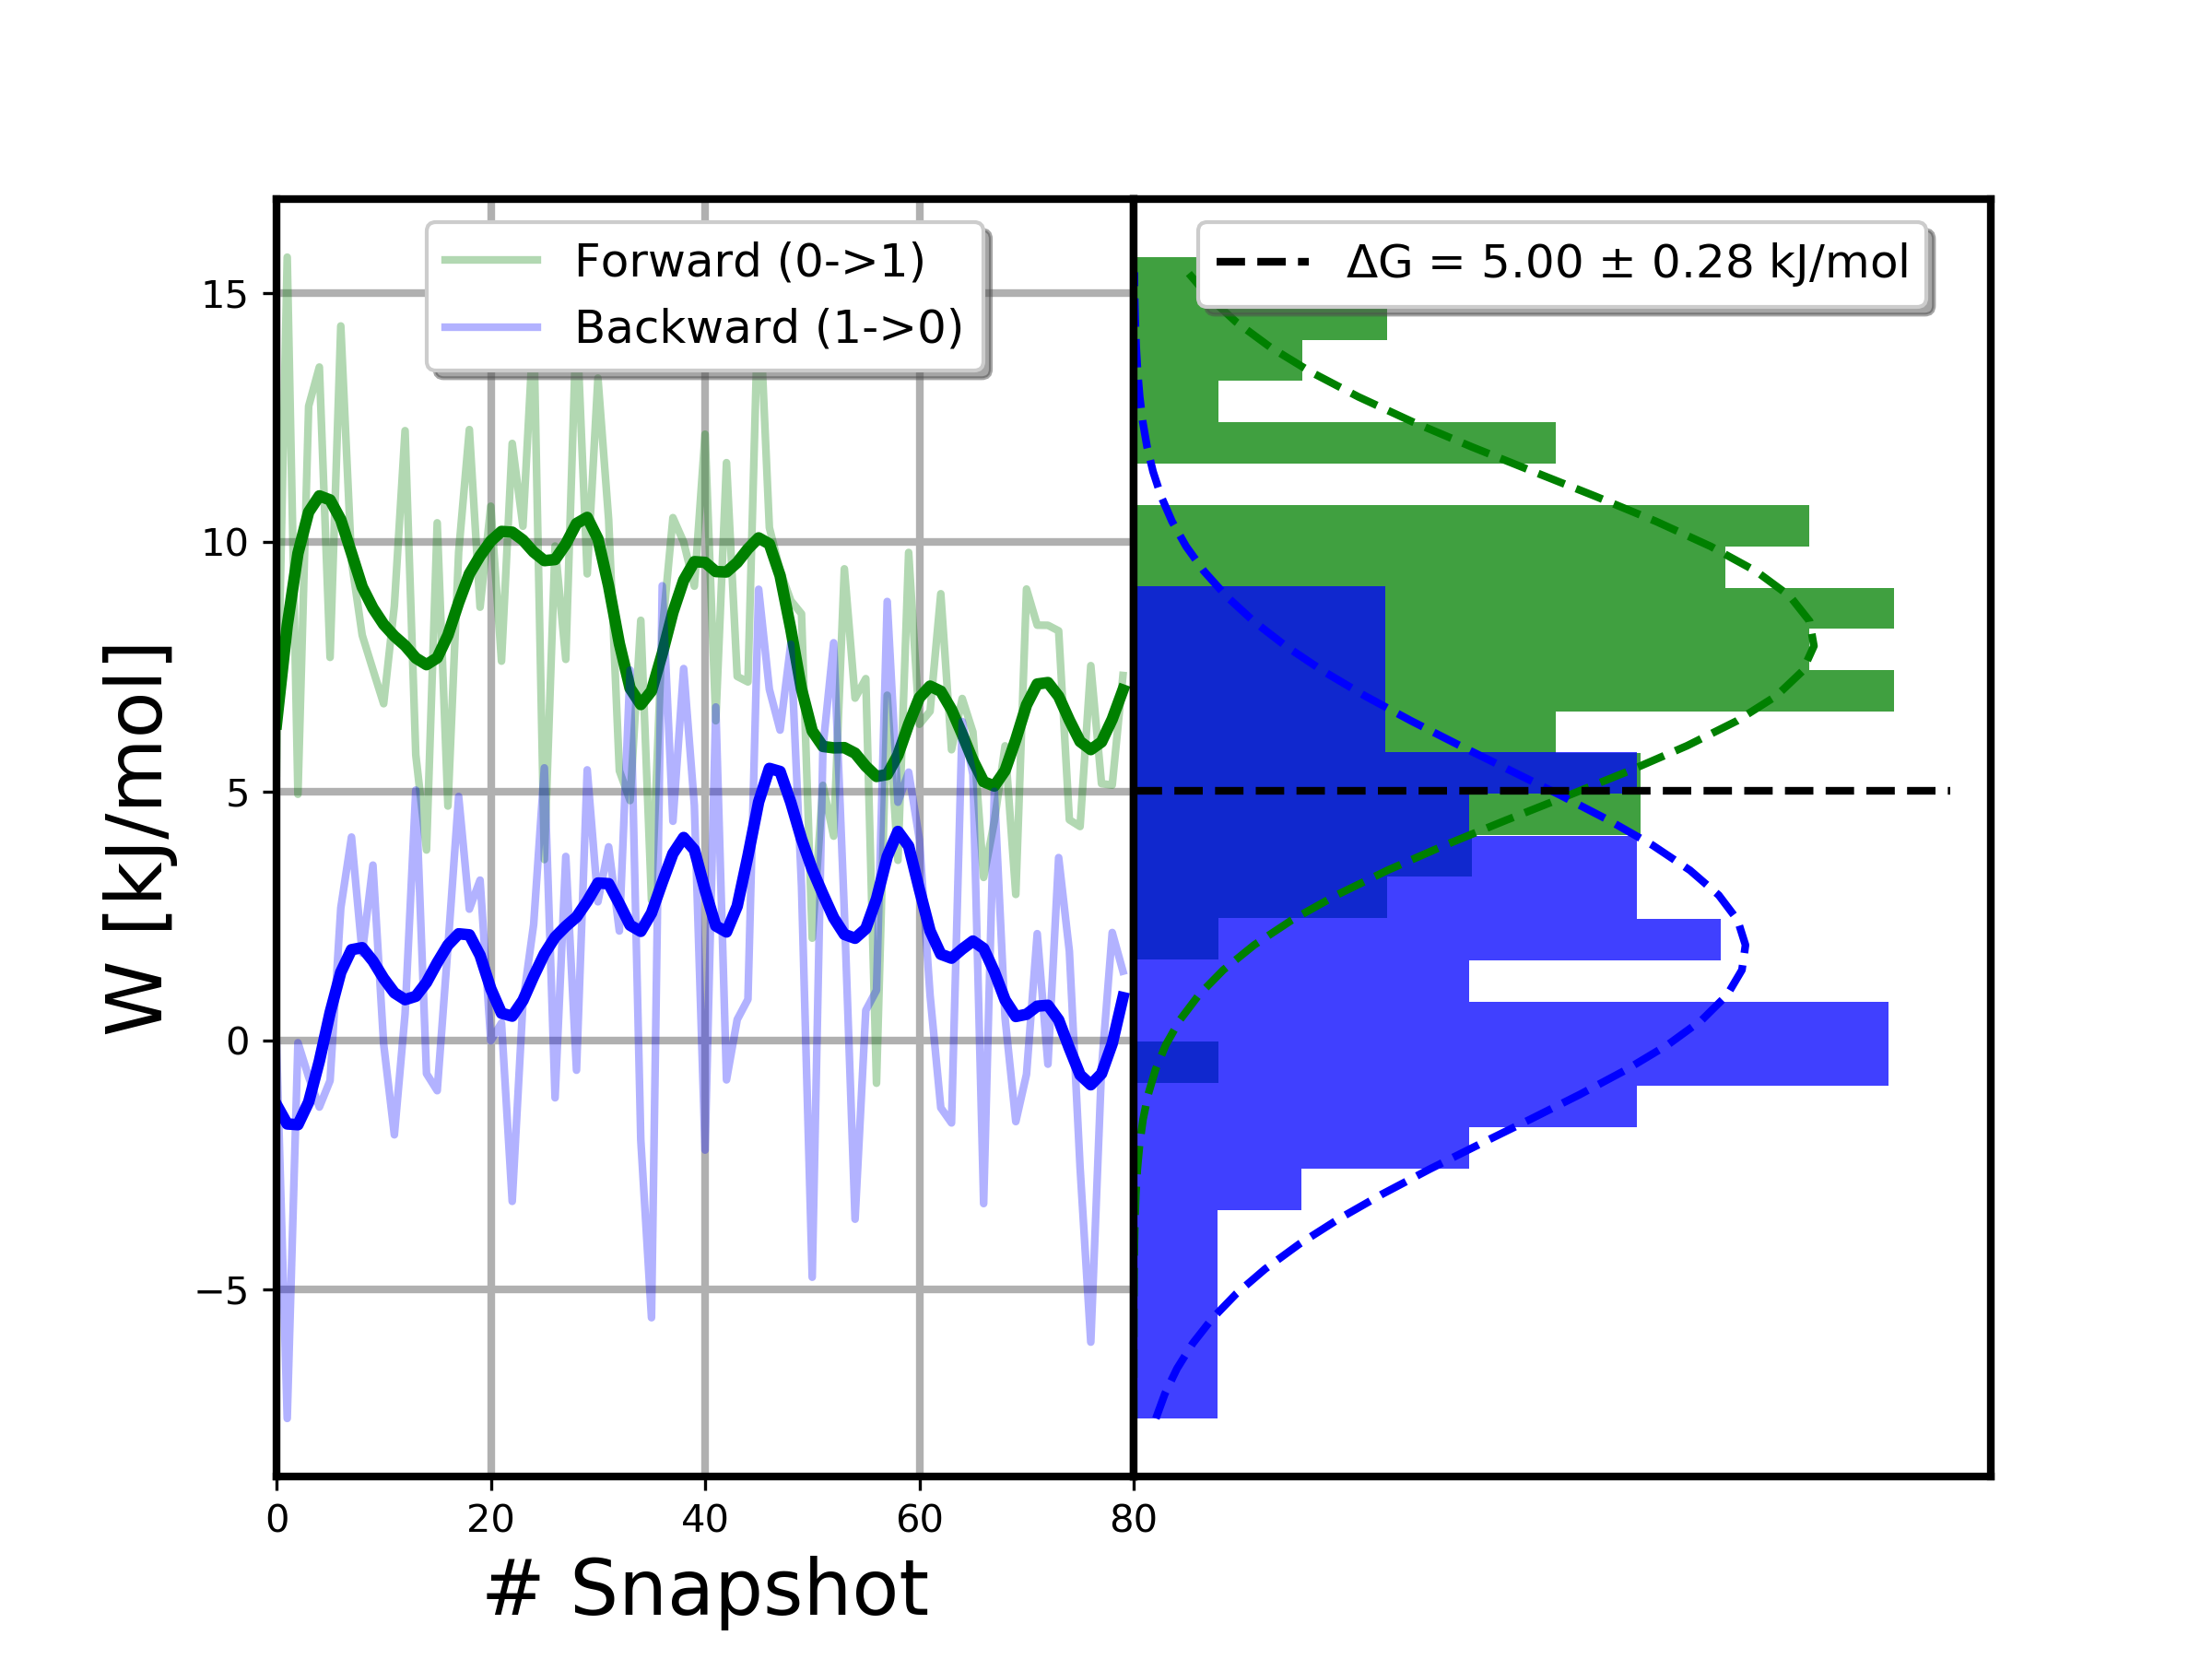 Forward (0->1)
Backward (1->0)
ΔG = 5.00 ± 0.28 kJ/mol
15
10
5
0
−5
W [kJ/mol]
0 20 40 60 80
# Snapshot